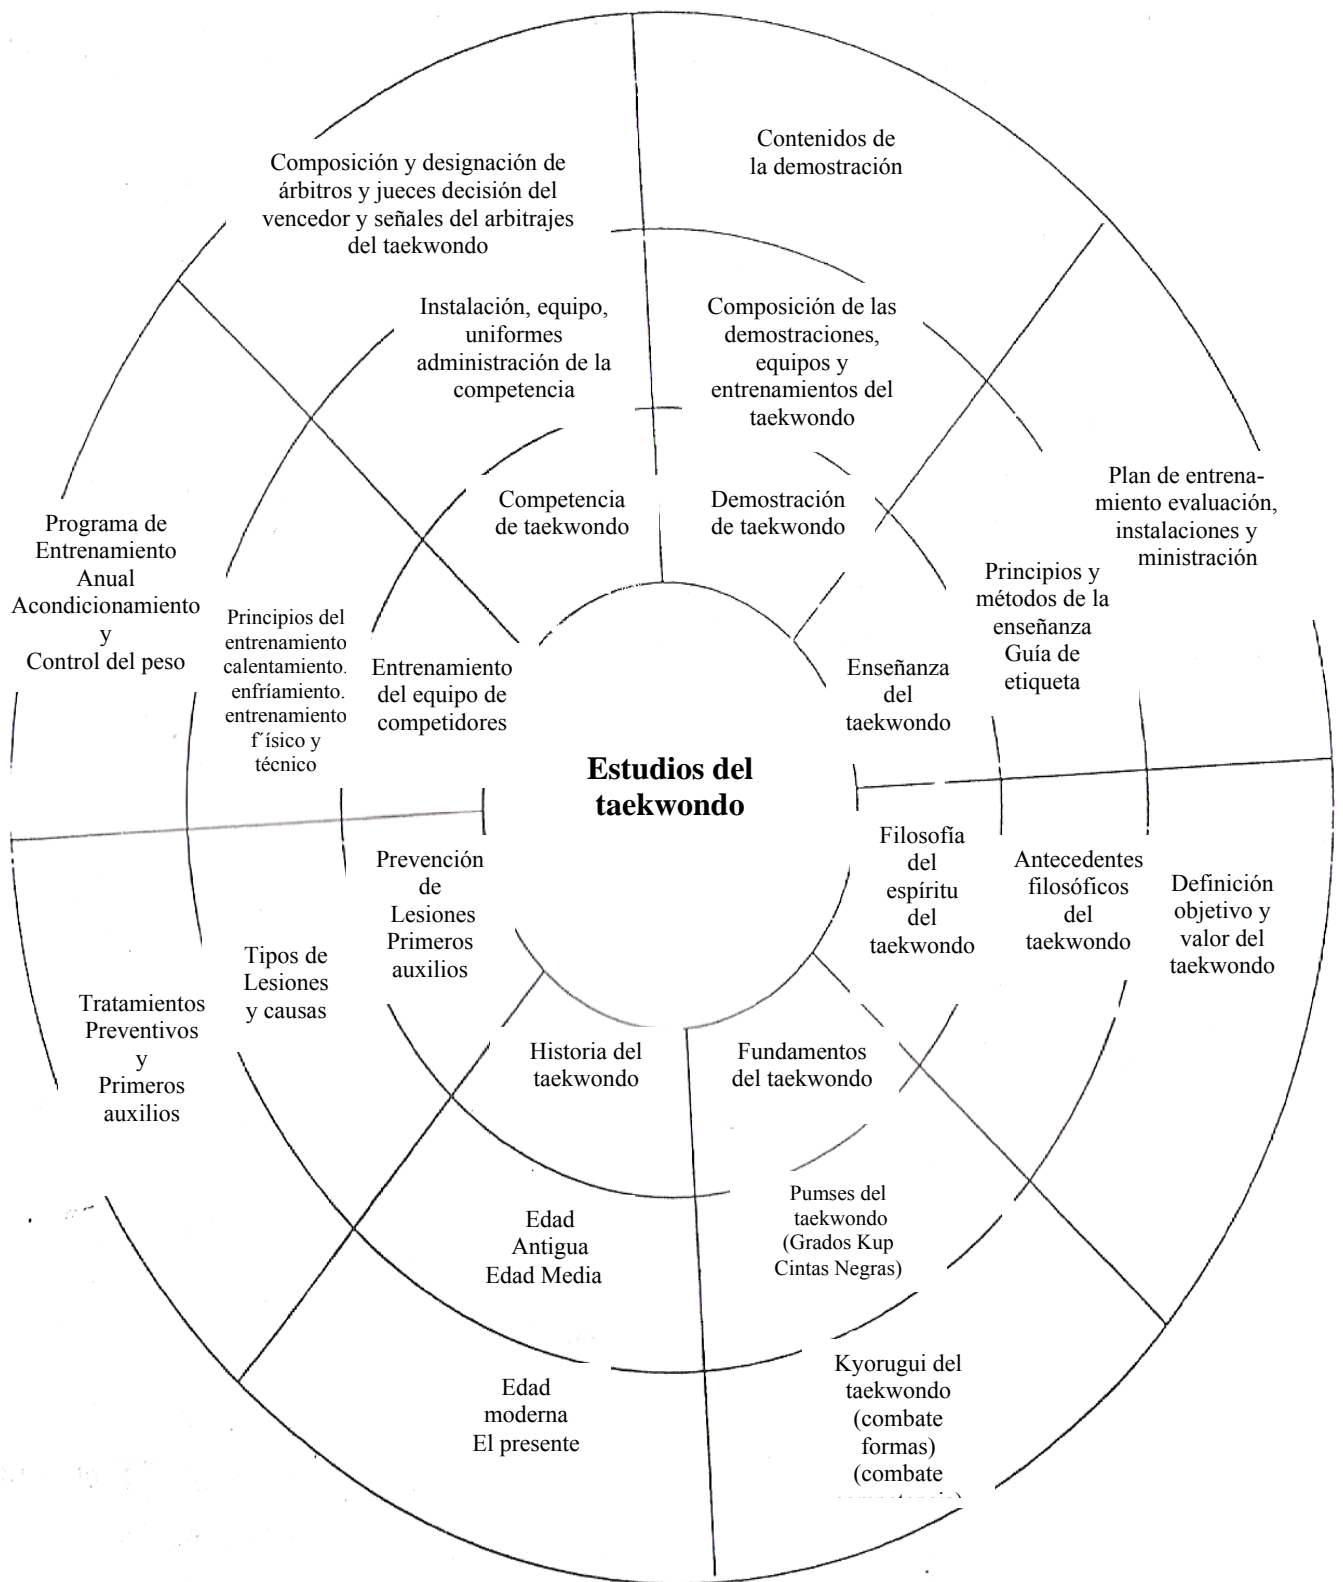 Contenidos de
la demostración
Composición y designación de
árbitros y jueces decisión del
vencedor y señales del arbitrajes
del taekwondo
Instalación, equipo,
uniformes
administración de la
competencia
Composición de las
demostraciones,
equipos y
entrenamientos del
taekwondo
Competencia
de taekwondo
Demostración
de taekwondo
Plan de entrena-
miento evaluación,
instalaciones y
ministración
Programa de
Entrenamiento
Anual
Acondicionamiento
y
Control del peso
Principios del
entrenamiento
calentamiento.
enfríamiento.
entrenamiento
f´ísico y
técnico
Entrenamiento
del equipo de
competidores
Enseñanza
del
taekwondo
Principios y
métodos de la
enseñanza
Guía de
etiqueta
Estudios del
taekwondo
Prevención
de
Lesiones
Primeros
auxilios
Filosofía
del
espíritu
del
taekwondo
Antecedentes
filosóficos
del
taekwondo
Definición
objetivo y
valor del
taekwondo
Tipos de
Lesiones
y causas
Tratamientos
Preventivos
y
Primeros
auxilios
Historia del
taekwondo
Fundamentos
del taekwondo
Edad
Antigua
Edad Media
Pumses del
taekwondo
(Grados Kup
Cintas Negras)
Edad
moderna
El presente
Kyorugui del
taekwondo
(combate
formas)
(combate